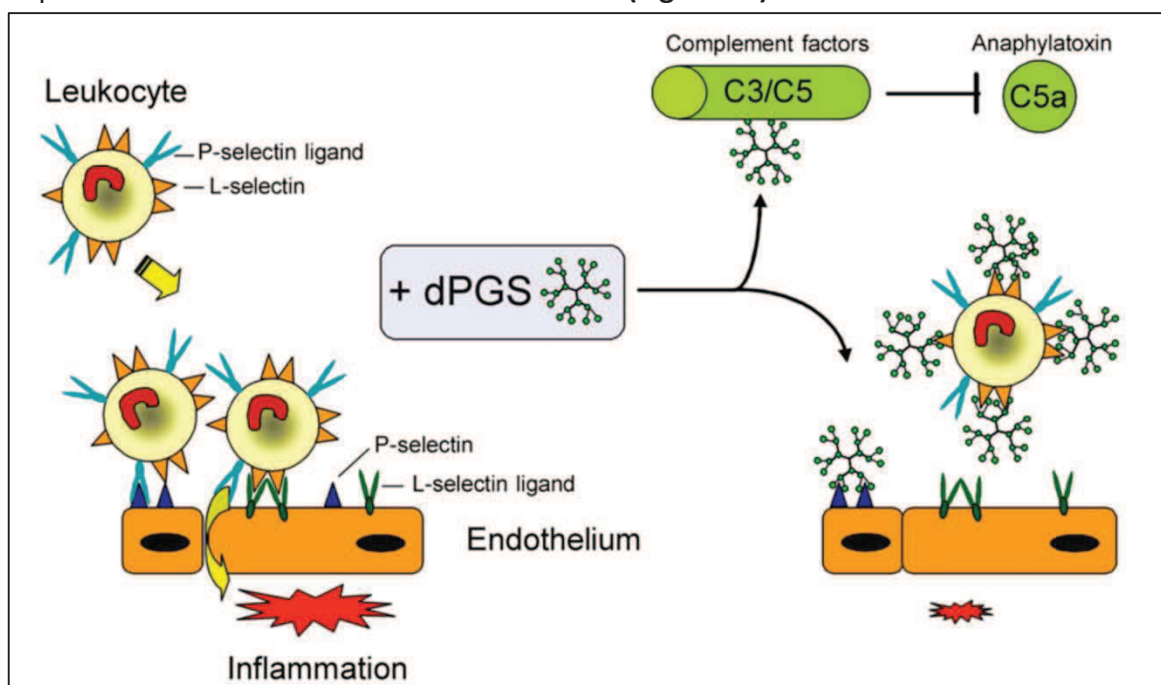 Complement factors
Anaphylatoxin
Leukocyte
C3/C5
C5a
P-selectin ligand
L-selectin
+ dPGS
P-selectin
L-selectin ligand
Endothelium
Inflammation